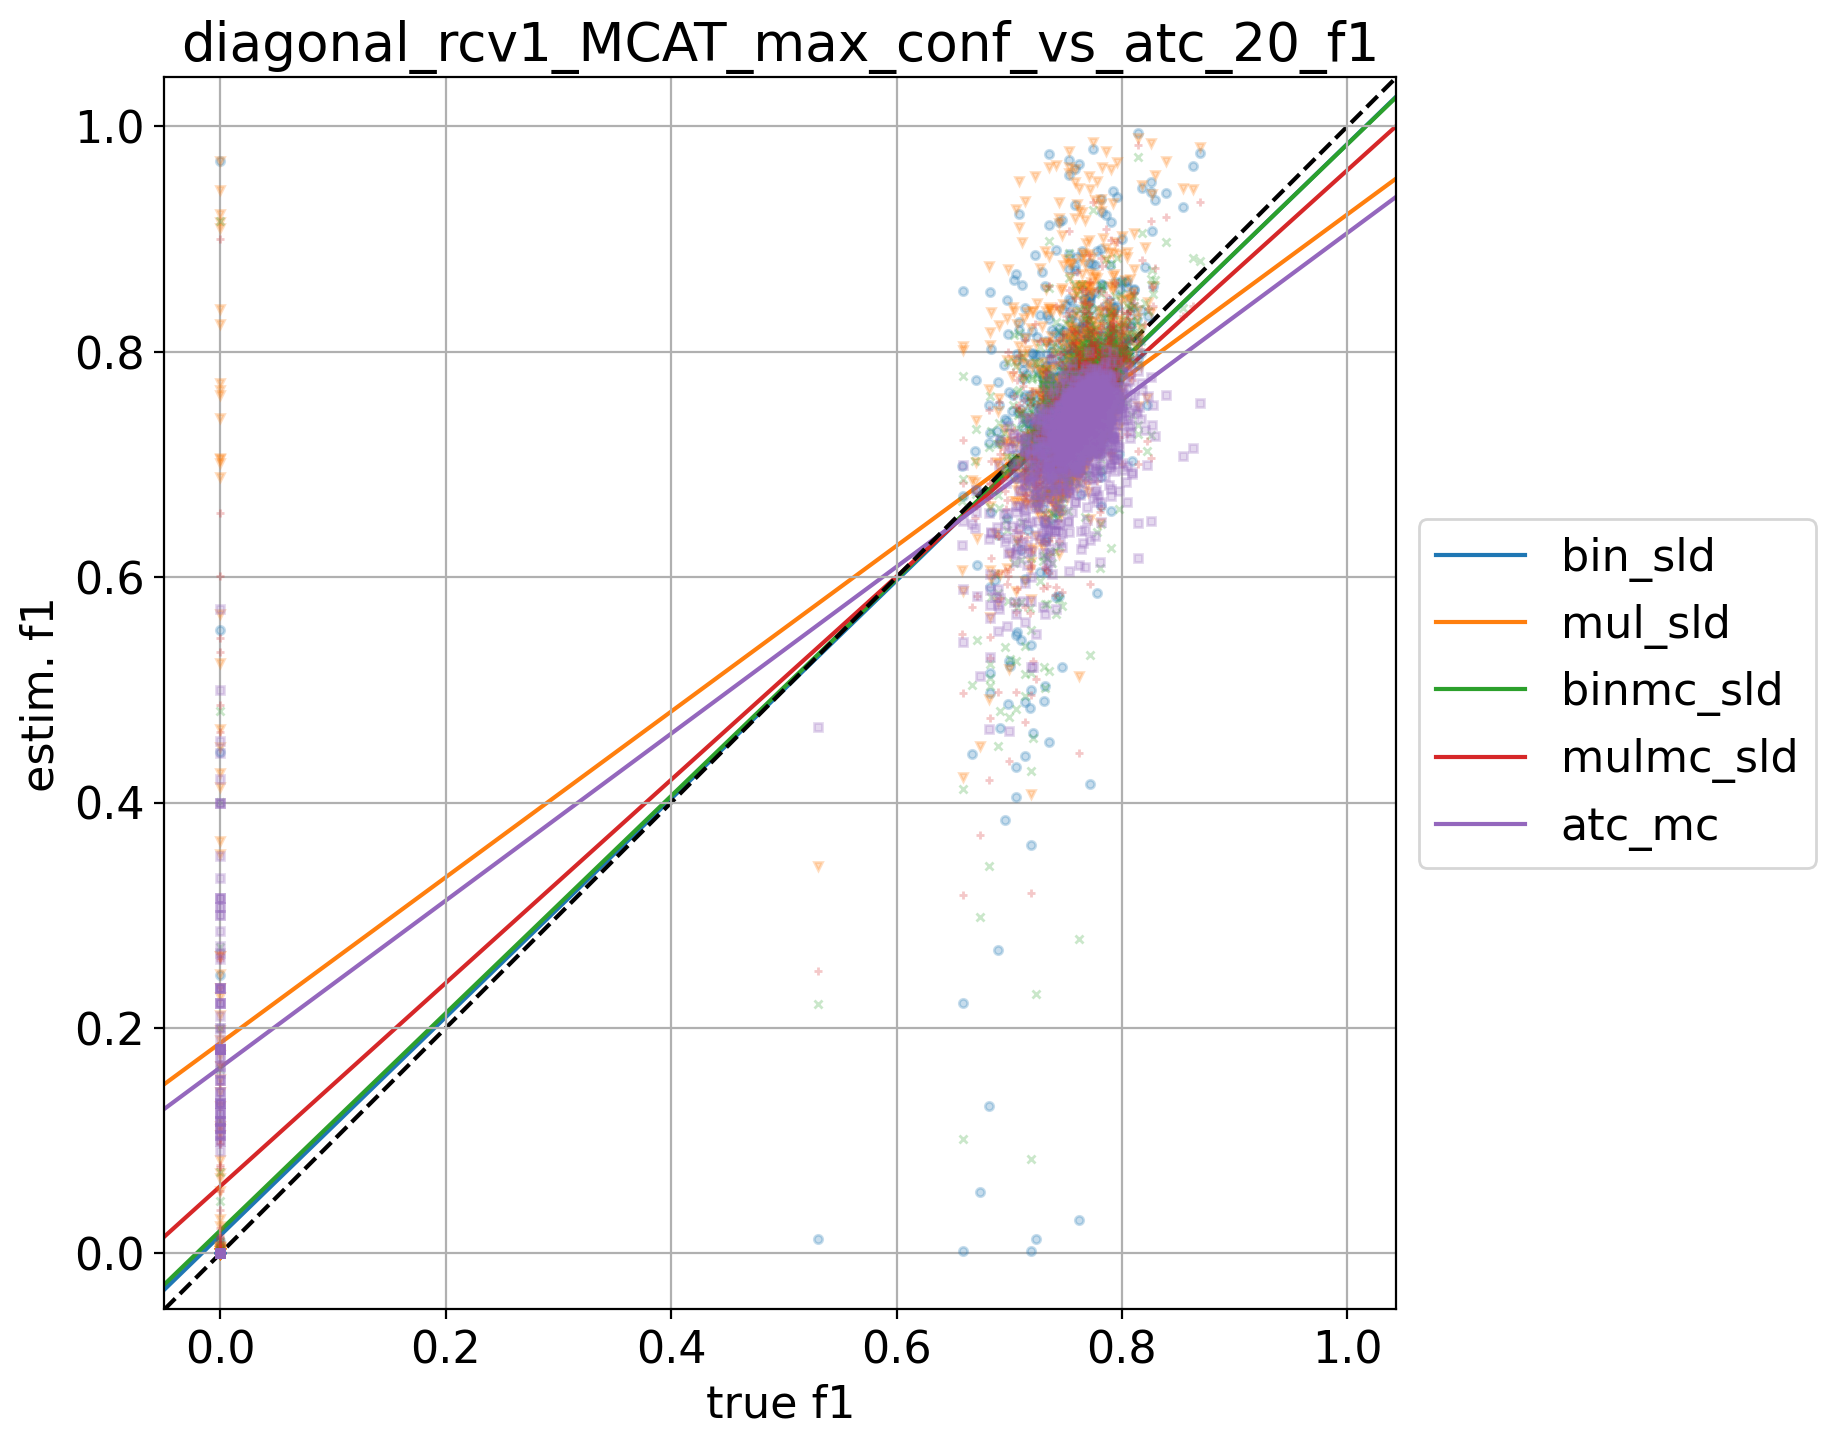 diagonal_rcv1_MCAT_max_conf_vs_atc_20_f1
estim. f1
1.0
0.8
0.6
0.4
0.2
0.0
0.0 0.2 0.4 0.6 0.8 1.0
true f1
bin_sld
mul_sld
binmc_sld
mulmc_sld
atc_mc